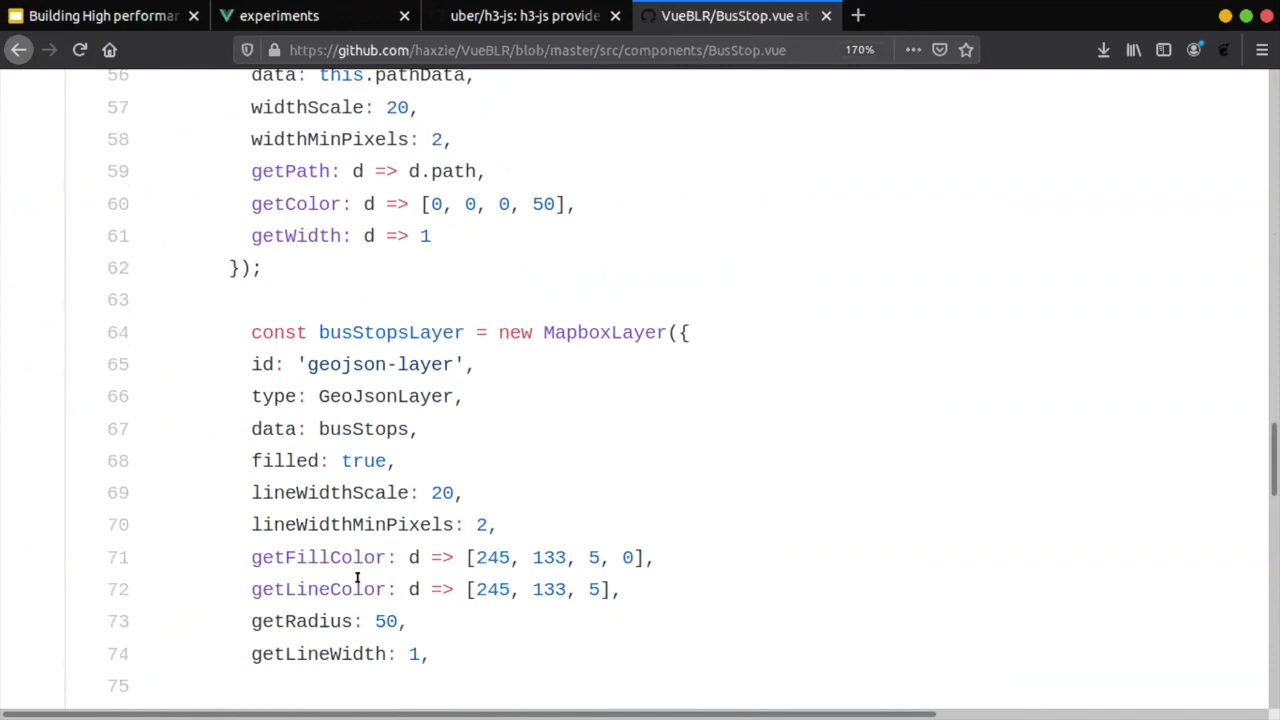 Building High performar
experiments
uber/h3-js: h3-js provide
VueBLR/BusStop.vue at
https://github.com/haxzie/VueBLR/blob/master/src/components/BusStop.vue
170%
56 data: this.pathData,
57 widthScale: 20,
58 widthMinPixels: 2,
59 getPath: d => d.path,
60 getColor: d => [0, 0, 0, 50],
61 getWidth: d => 1
62 });
63
64 const busStopsLayer = new MapboxLayer({
65 id: 'geojson-layer',
66 type: GeoJsonLayer,
67 data: busStops,
68 filled: true,
69 lineWidthScale: 20,
70 lineWidthMinPixels: 2,
71 getFillColor: d => [245, 133, 5, 0],
72 getLineColor: d => [245, 133, 5],
73 getRadius: 50,
74 getLineWidth: 1,
75